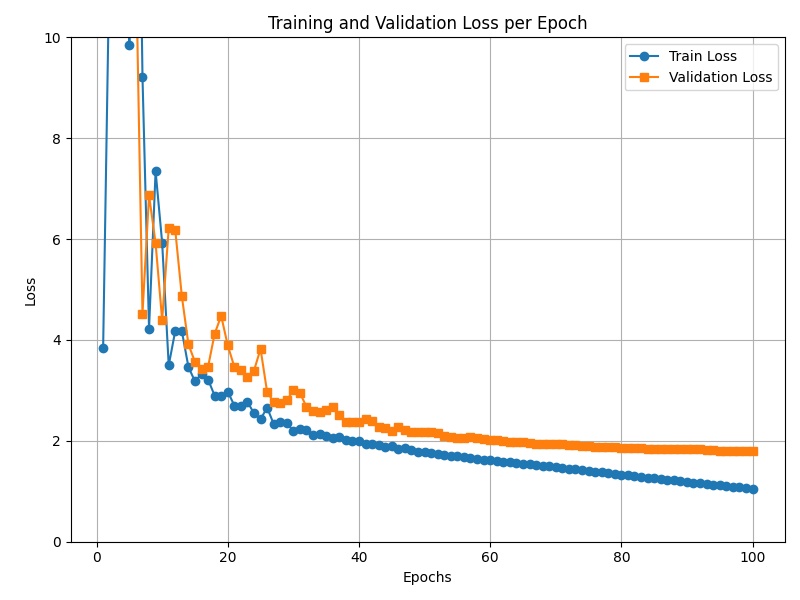 Training and Validation Loss per Epoch
Train Loss
Validation Loss
10
8
6
4
2
0
Loss
0 20 40 60 80 100
Epochs